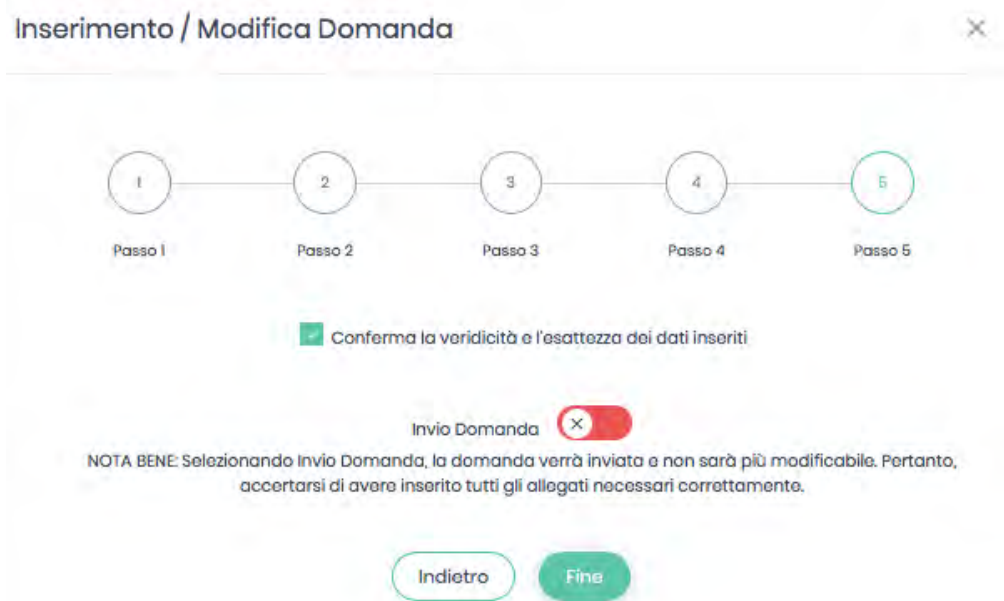 Inserimento / Modifica Domanda
1 2 3 4 5
Passo 1 Passo 2 Passo 3 Passo 4 Passo 5
Conferma la veridicità e l'esattezza dei dati inseriti
Invio Domanda
NOTA BENE: Selezionando Invio Domanda, la domanda verrà inviata e non sarà più modificabile. Pertanto,
accertarsi di avere inserito tutti gli allegati necessari correttamente.
Indietro Fine